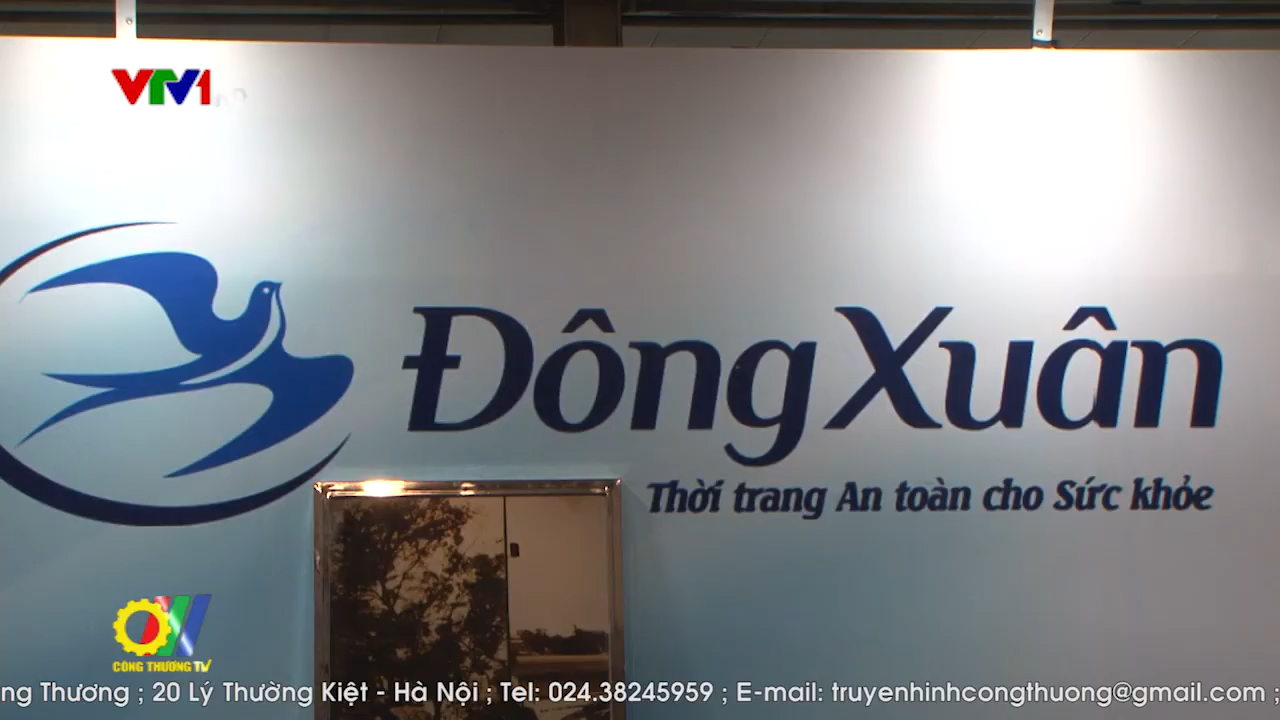 VTV1
Đông Xuân
Thời trang An toàn cho Sức khỏe
CÔNG THƯƠNG TV
ng Thương ; 20 Lý Thường Kiệt - Hà Nội ; Tel: 024.38245959 ; E-mail: truyenhinhcongthuong@gmail.com ;